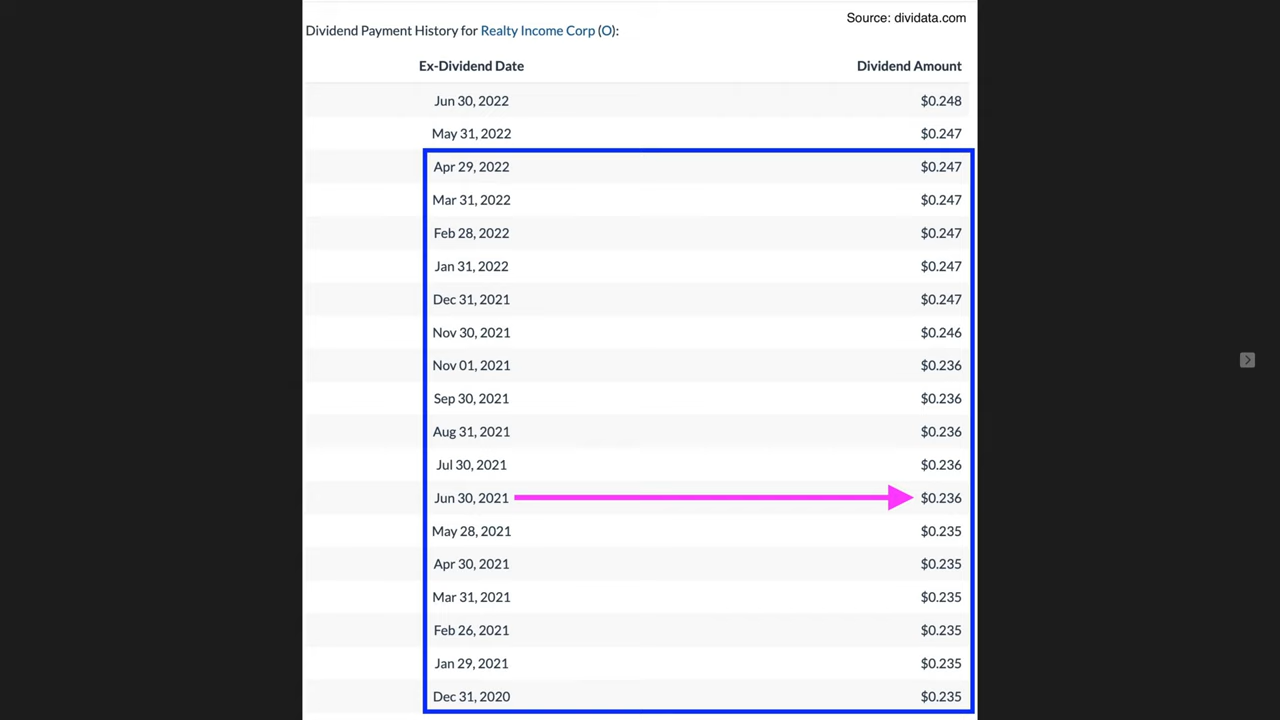 Source: dividata.com
Dividend Payment History for Realty Income Corp (O):
Ex-Dividend Date Dividend Amount
Jun 30, 2022 $0.248
May 31, 2022 $0.247
Apr 29, 2022 $0.247
Mar 31, 2022 $0.247
Feb 28, 2022 $0.247
Jan 31, 2022 $0.247
Dec 31, 2021 $0.247
Nov 30, 2021 $0.246
Nov 01, 2021 $0.236
Sep 30, 2021 $0.236
Aug 31, 2021 $0.236
Jul 30, 2021 $0.236
Jun 30, 2021 $0.236
May 28, 2021 $0.235
Apr 30, 2021 $0.235
Mar 31, 2021 $0.235
Feb 26, 2021 $0.235
Jan 29, 2021 $0.235
Dec 31, 2020 $0.235